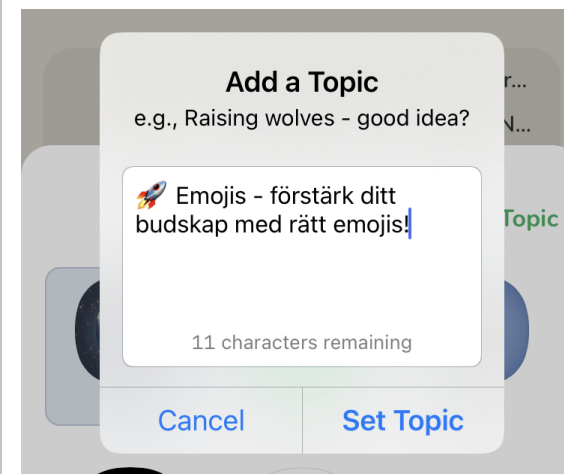 Add a Topic
e.g., Raising wolves - good idea?
r...
N...
🚀 Emojis - förstärk ditt
budskap med rätt emojis!
Topic
11 characters remaining
Cancel
Set Topic